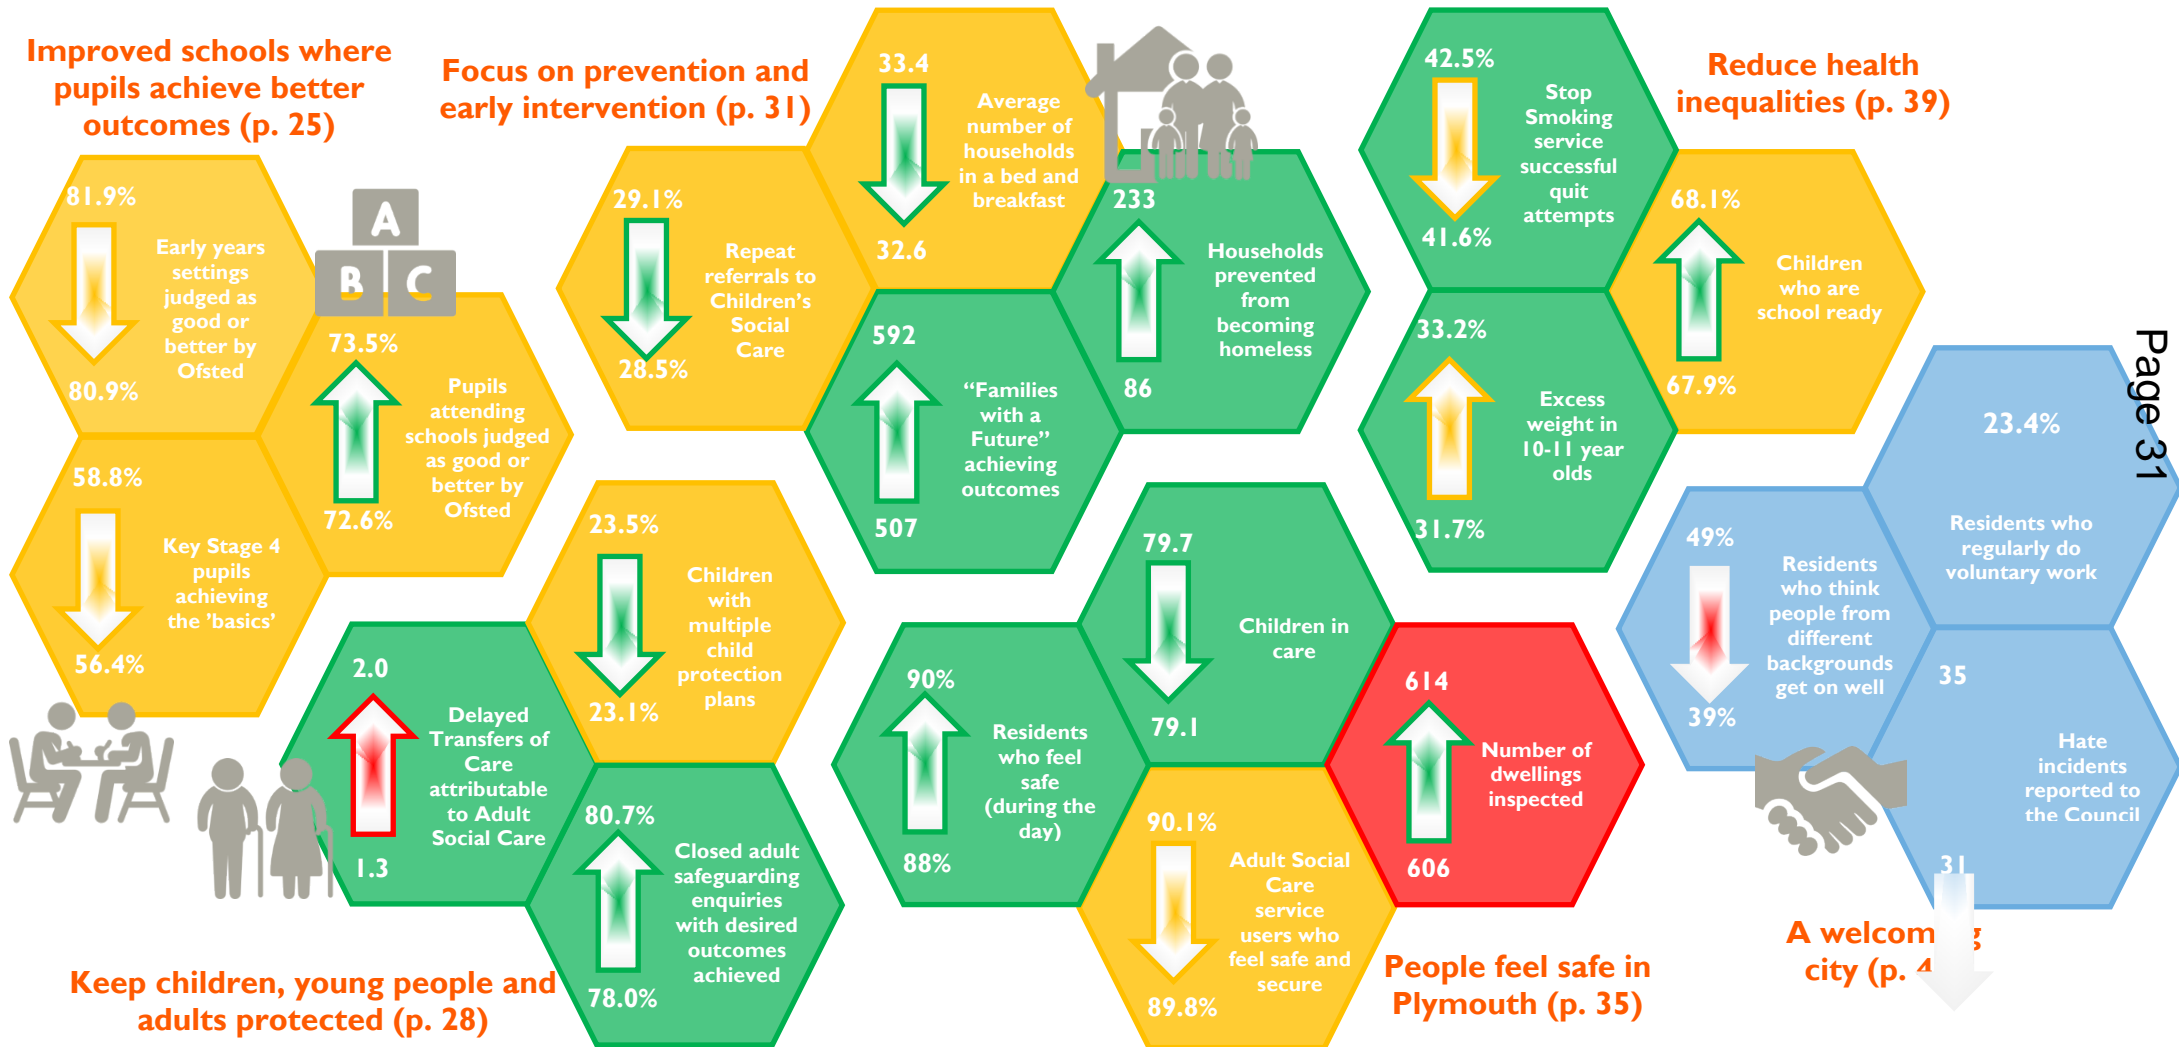 Improved schools where
pupils achieve better
outcomes (p. 25)
81.9%
Early years
settings
judged as
good or
better by
Ofsted
80.9%
A
B C
73.5%
Pupils
attending
schools judged
as good or
better by
Ofsted
72.6%
58.8%
Key Stage 4
pupils
achieving
the 'basics'
56.4%
Focus on prevention and
early intervention (p. 31)
29.1%
Repeat
referrals to
Children's
Social
Care
28.5%
33.4
Average
number of
households
in a bed and
breakfast
32.6
233
Households
prevented
from
becoming
homeless
86
592
“Families
with a
Future”
achieving
outcomes
507
Reduce health
inequalities (p. 39)
42.5%
Stop
Smoking
service
successful
quit
attempts
41.6%
68.1%
Children
who are
school ready
67.9%
33.2%
Excess
weight in
10-11 year
olds
31.7%
Page 31
23.4%
Residents who
regularly do
voluntary work
49%
Residents
who think
people from
different
backgrounds
get on well
39%
35
Hate
incidents
reported to
the Council
31
A
city (p.
23.5%
Children
with
multiple
child
protection
plans
23.1%
2.0
Delayed
Transfers of
Care
attributable
to Adult
Social Care
1.3
80.7%
Closed adult
safeguarding
enquiries
with desired
outcomes
achieved
78.0%
Keep children, young people and
adults protected (p. 28)
79.7
Children in
care
79.1
90%
Residents
who feel
safe
(during the
day)
88%
614
Number of
dwellings
inspected
606
90.1%
Adult Social
Care
service
users who
feel safe and
secure
89.8%
People feel safe in
Plymouth (p. 35)